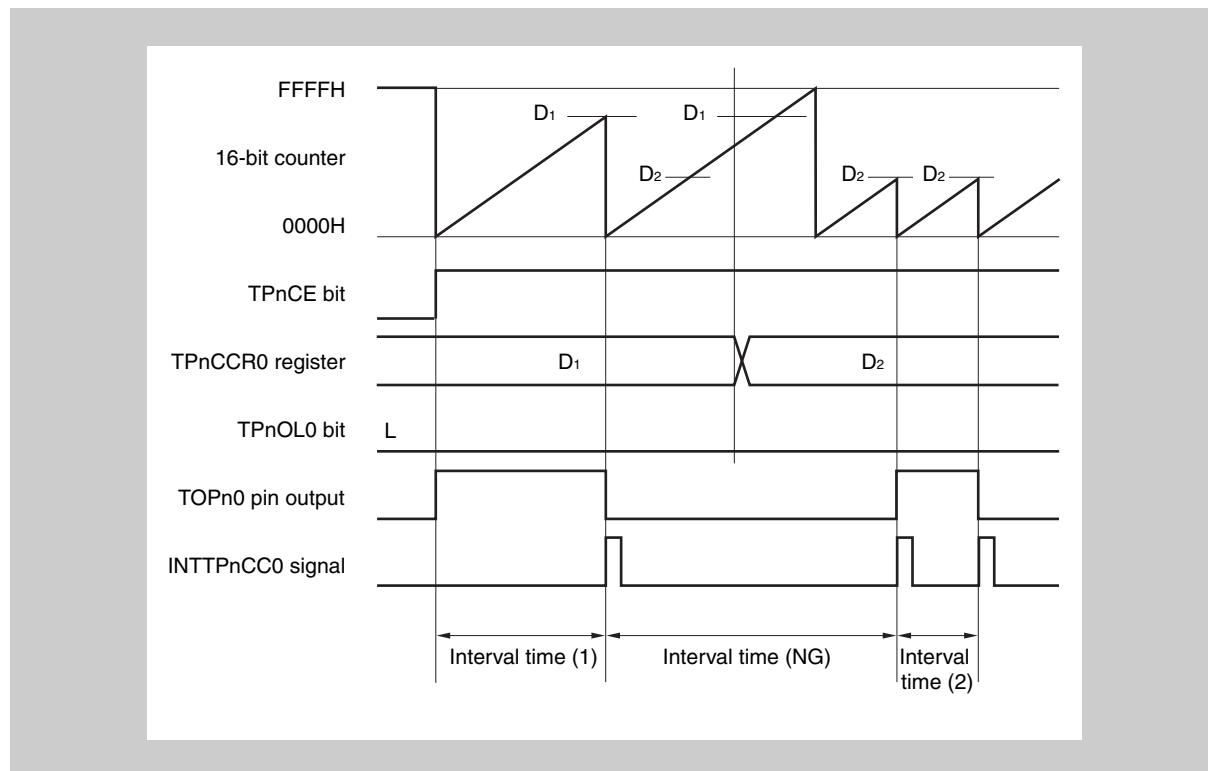 FFFFH
D1
D1
16-bit counter
D2
D2
D2
0000H
TPnCE bit
TPnCCR0 register
D1
D2
TPnOL0 bit
L
TOPn0 pin output
INTTPnCC0 signal
Interval time (1)
Interval time (NG)
Interval
time (2)